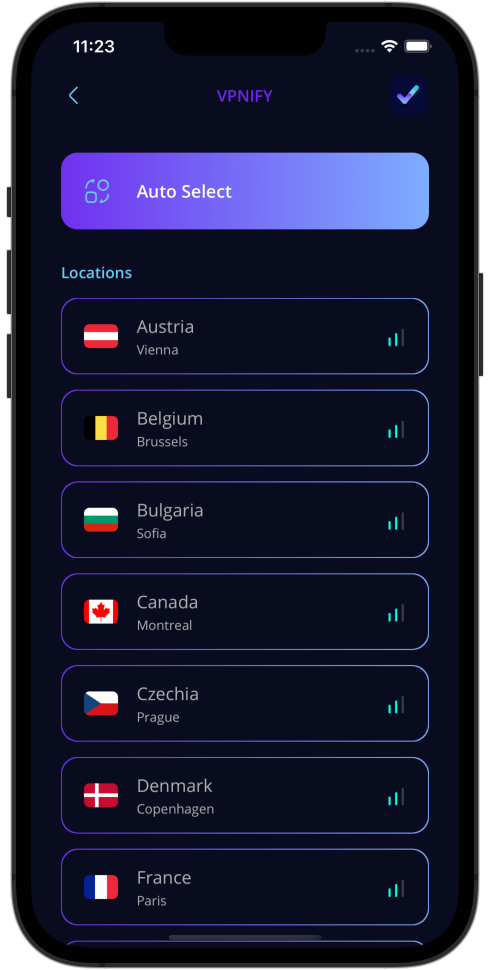 11:23
VPNIFY
Auto Select
Locations
Austria
Vienna
Belgium
Brussels
Bulgaria
Sofia
Canada
Montreal
Czechia
Prague
Denmark
Copenhagen
France
Paris